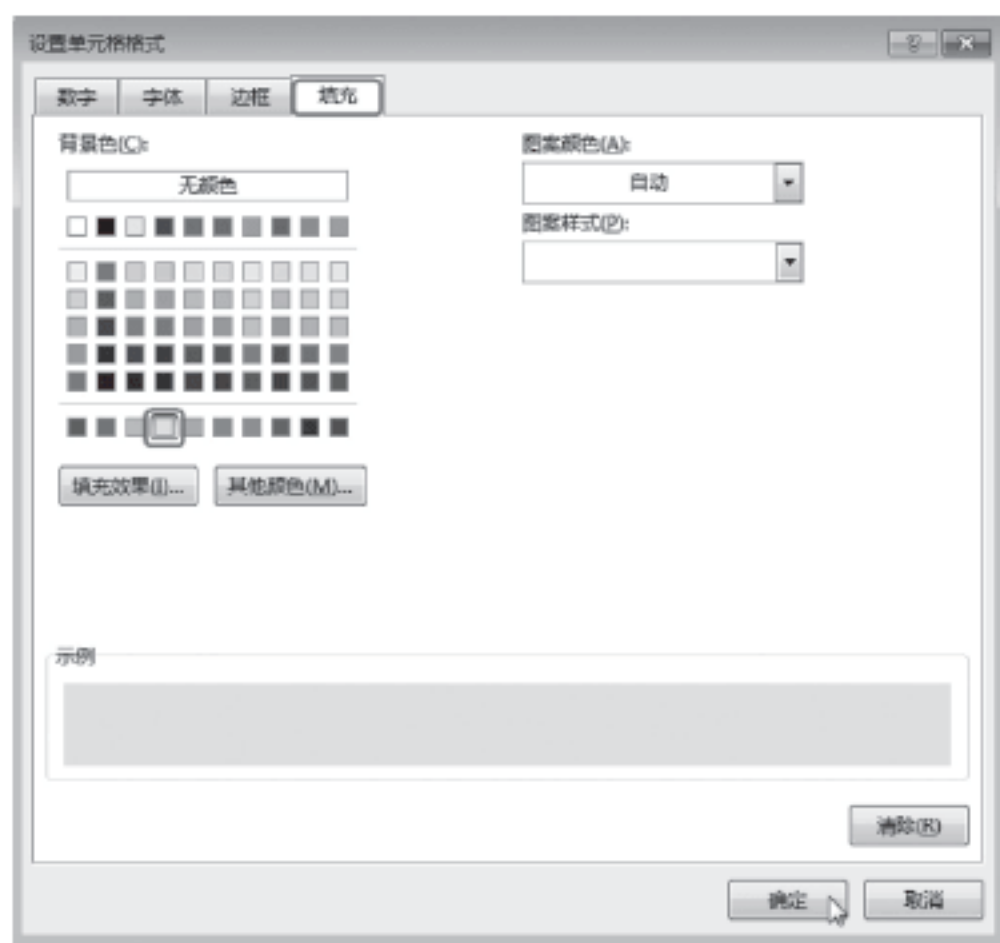 设置单元格格式
数字 字体 边框 填充
背景色(C):
无颜色
图案颜色(A):
自动
图案样式(P):
填充效果(I)... 其他颜色(M)...
示例
清除(R)
确定 取消